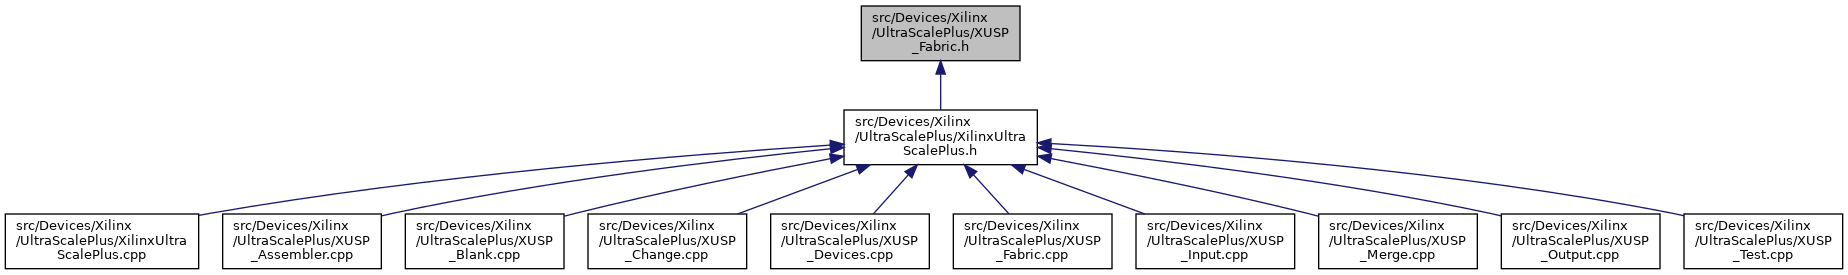 src/Devices/Xilinx
/UltraScalePlus/XUSP
_Fabric.h
src/Devices/Xilinx
/UltraScalePlus/XilinxUltra
ScalePlus.h
src/Devices/Xilinx
/UltraScalePlus/XilinxUltra
ScalePlus.cpp
src/Devices/Xilinx
/UltraScalePlus/XUSP
_Assembler.cpp
src/Devices/Xilinx
/UltraScalePlus/XUSP
_Blank.cpp
src/Devices/Xilinx
/UltraScalePlus/XUSP
_Change.cpp
src/Devices/Xilinx
/UltraScalePlus/XUSP
_Devices.cpp
src/Devices/Xilinx
/UltraScalePlus/XUSP
_Fabric.cpp
src/Devices/Xilinx
/UltraScalePlus/XUSP
_Input.cpp
src/Devices/Xilinx
/UltraScalePlus/XUSP
_Merge.cpp
src/Devices/Xilinx
/UltraScalePlus/XUSP
_Output.cpp
src/Devices/Xilinx
/UltraScalePlus/XUSP
_Test.cpp